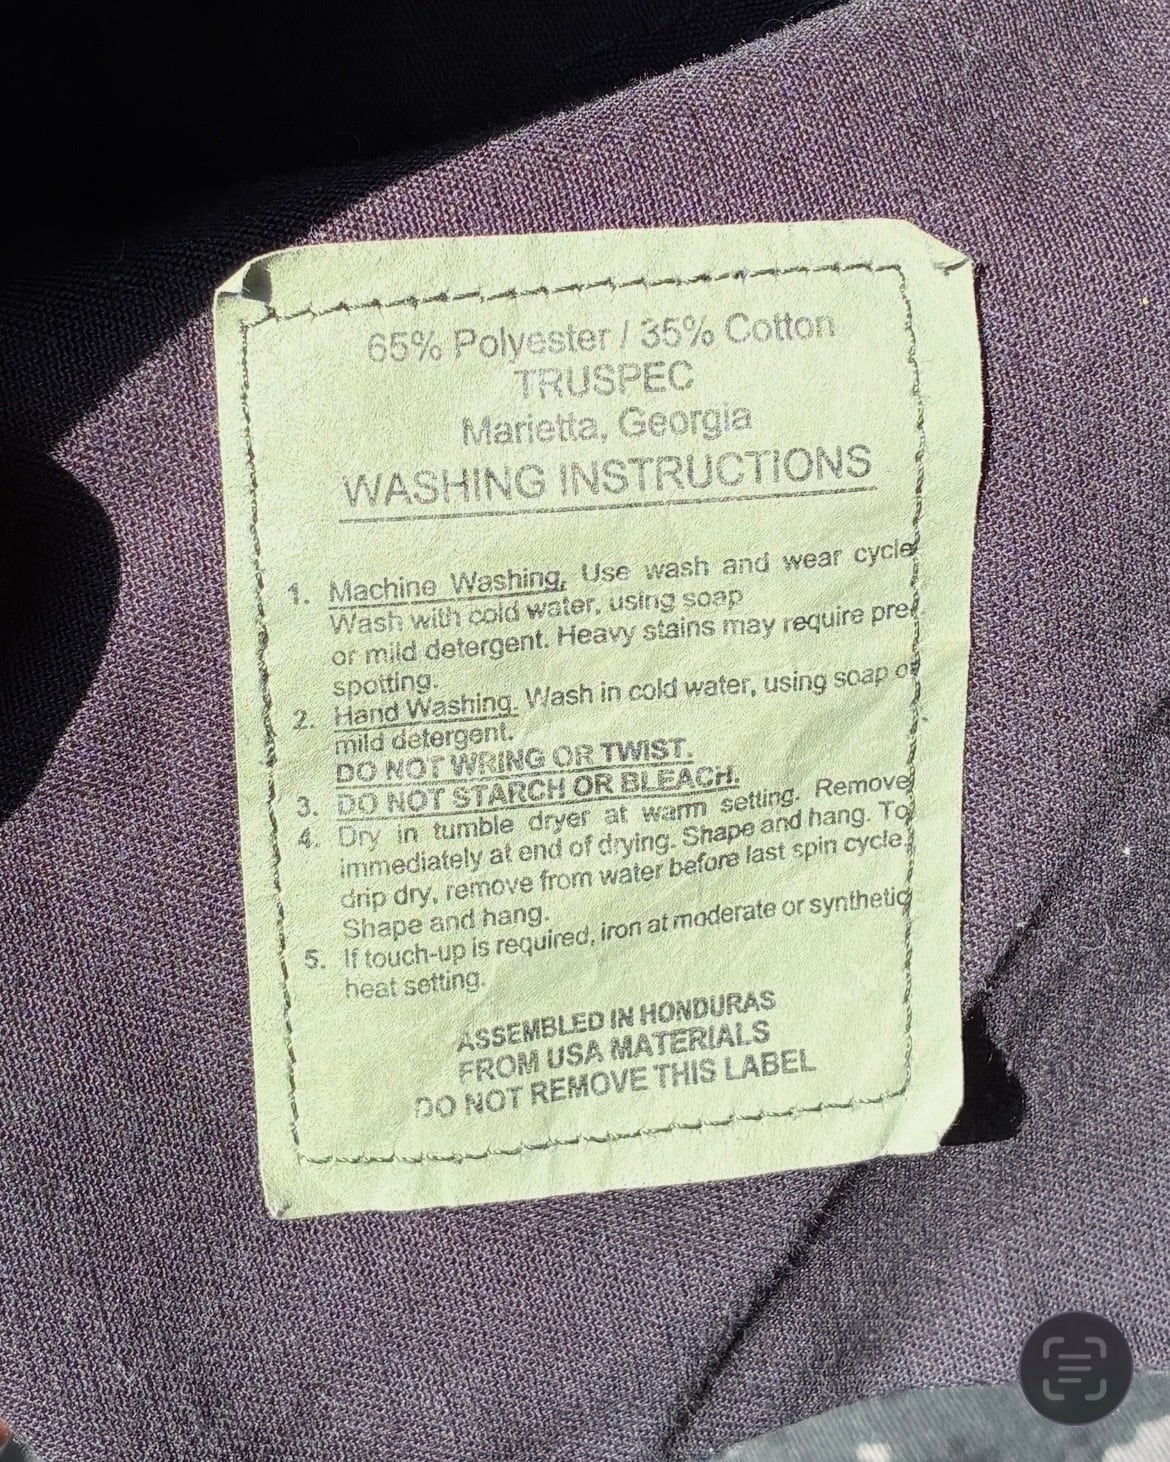 65% Polyester / 35% Cotton
TRUSPEC
Marietta, Georgia
WASHING INSTRUCTIONS
1. Machine Washing. Use wash and wear cycle
Wash with cold water, using soap
or mild detergent. Heavy stains may require pre-
spotting.
2. Hand Washing. Wash in cold water, using soap or
mild detergent.
DO NOT WRING OR TWIST.
3. DO NOT STARCH OR BLEACH.
4. Dry in tumble dryer at warm setting. Remove
immediately at end of drying. Shape and hang. To
drip dry, remove from water before last spin cycle.
Shape and hang.
5. If touch-up is required, iron at moderate or synthetic
heat setting.
ASSEMBLED IN HONDURAS
FROM USA MATERIALS
DO NOT REMOVE THIS LABEL